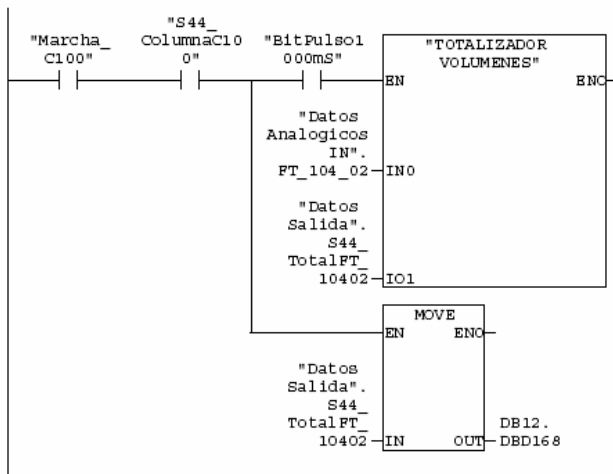 "S44_
"Marcha_ ColumnaC10 "BitPulso1
C100" 0" 000mS"
"TOTALIZADOR
VOLUMENES"
EN ENO
"Datos
Analogicos
IN".
FT_104_02 IN0
"Datos
Salida".
S44_
TotalFT_
10402 IO1
MOVE
EN ENO
"Datos
Salida".
S44_
TotalFT_ DB12.
10402 IN OUT DBD168